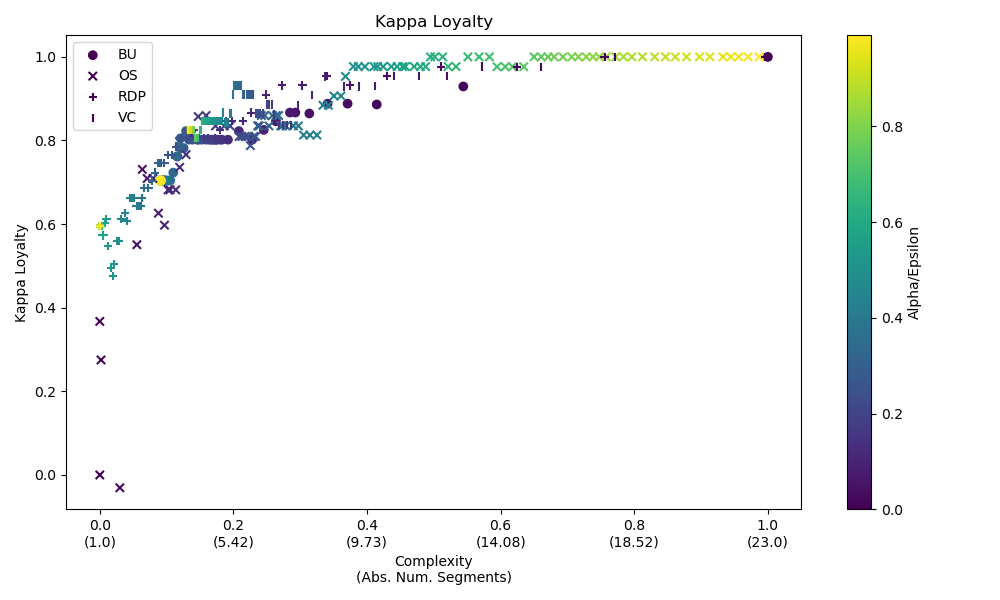 Kappa Loyalty
BU
OS
RDP
VC
Kappa Loyalty
1.0
0.8
0.6
0.4
0.2
0.0
0.0 0.2 0.4 0.6 0.8 1.0
(1.0) (5.42) (9.73) (14.08) (18.52) (23.0)
Complexity
(Abs. Num. Segments)
0.8
0.6
0.4
0.2
0.0
Alpha/Epsilon